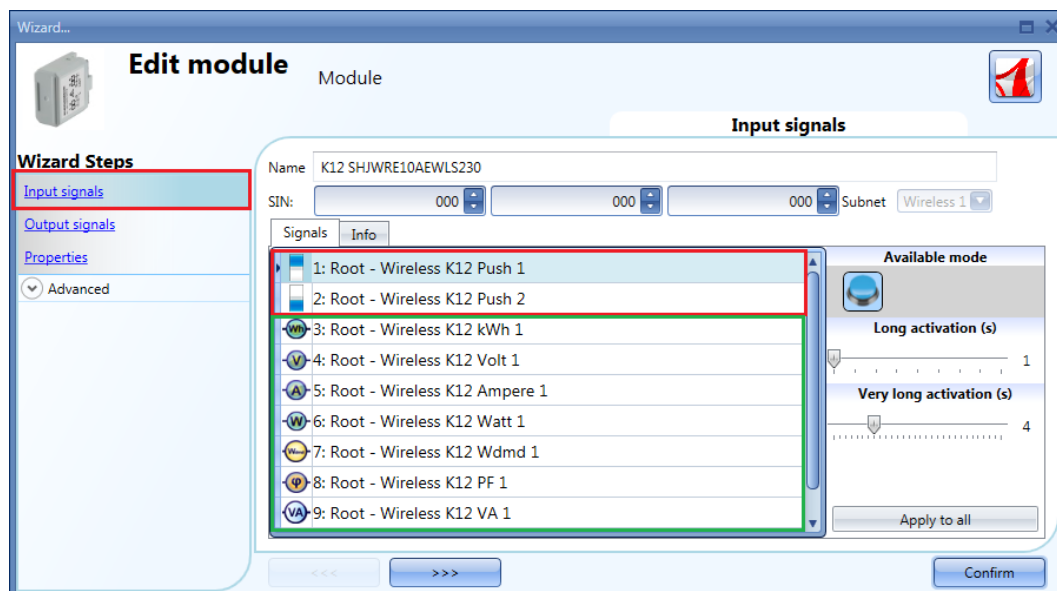 Wizard...
Edit module
Module
Input signals
Wizard Steps
Input signals
Output signals
Properties
Advanced
Name K12 SHJWRE10AEWLS230
SIN: 000 000 000 Subnet Wireless 1
Signals Info
1: Root - Wireless K12 Push 1
2: Root - Wireless K12 Push 2
Wh 3: Root - Wireless K12 kWh 1
V 4: Root - Wireless K12 Volt 1
A 5: Root - Wireless K12 Ampere 1
W 6: Root - Wireless K12 Watt 1
7: Root - Wireless K12 Wdmd 1
φ 8: Root - Wireless K12 PF 1
VA 9: Root - Wireless K12 VA 1
Available mode
Long activation (s)
1
Very long activation (s)
4
Apply to all
<<< >>> Confirm